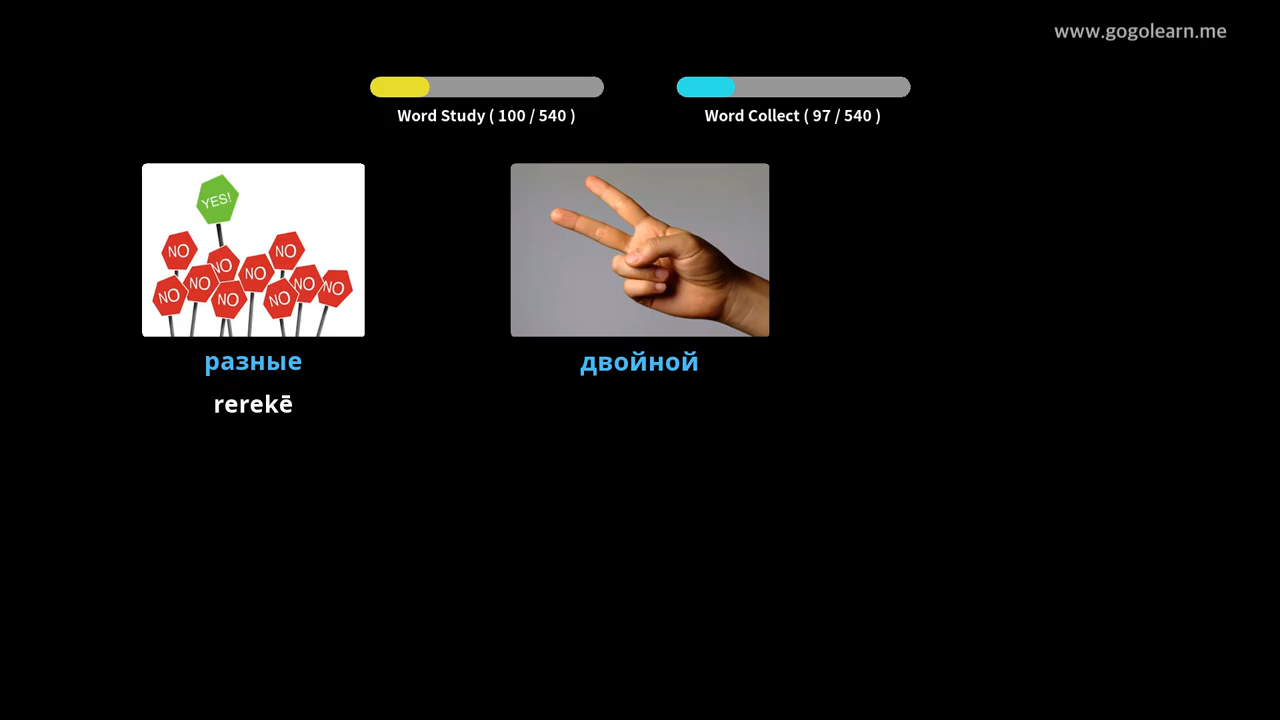 www.gogolearn.me
Word Study ( 100 / 540 )
Word Collect ( 97 / 540 )
YES!
NO
NO
NO
NO
NO
NO
NO
NO
NO
NO
разные
двойной
rerekē